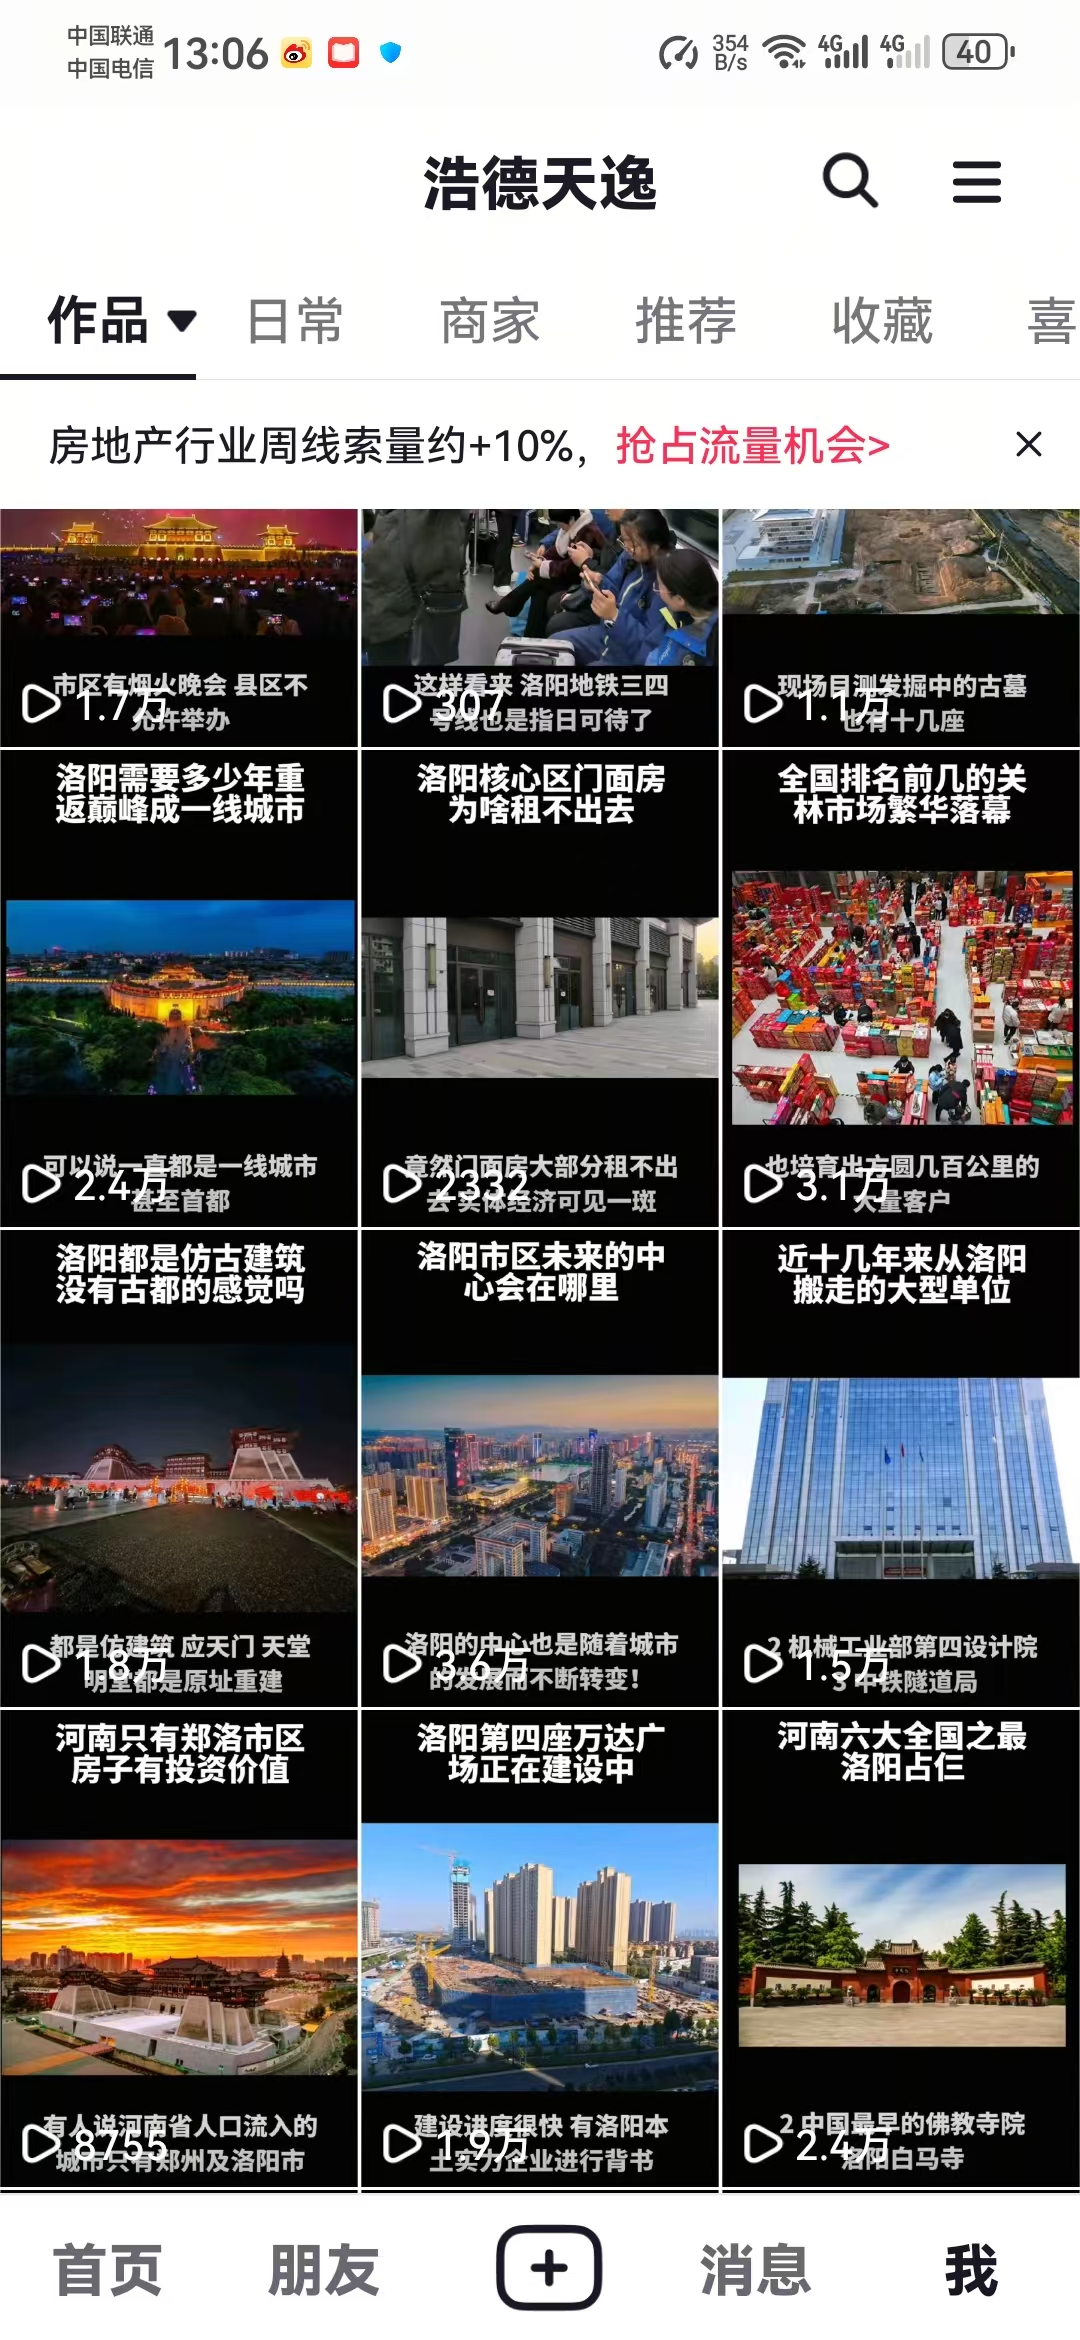 中国联通
中国电信
13:06
354
B/s
4G
4G
40
浩德天逸
作品
日常
商家
推荐
收藏
喜
房地产行业周线索量约+10%，抢占流量机会>
市区有烟火晚会 县区不
允许举办
1.7万
这样看来 洛阳地铁三四
号线也是指日可待了
307
现场目测发掘中的古墓
也有十几座
1.1万
洛阳需要多少年重
返巅峰成一线城市
可以说一直都是一线城市
甚至首都
2.4万
洛阳核心区门面房
为啥租不出去
竟然门面房大部分租不出
去 实体经济可见一斑
2332
全国排名前几的关
林市场繁华落幕
也培育出方圆几百公里的
大量客户
3.1万
洛阳都是仿古建筑
没有古都的感觉吗
都是仿建筑 应天门 天堂
明堂都是原址重建
1.8万
洛阳市区未来的中
心会在哪里
洛阳的中心也是随着城市
的发展而不断转变！
3.6万
近十几年来从洛阳
搬走的大型单位
2 机械工业部第四设计院
3 中铁隧道局
1.5万
河南只有郑洛市区
房子有投资价值
有人说河南省人口流入的
城市只有郑州及洛阳市
8755
洛阳第四座万达广
场正在建设中
建设进度很快 有洛阳本
土实力企业进行背书
1.9万
河南六大全国之最
洛阳占仨
2 中国最早的佛教寺院
洛阳白马寺
2.4万
首页
朋友
消息
我